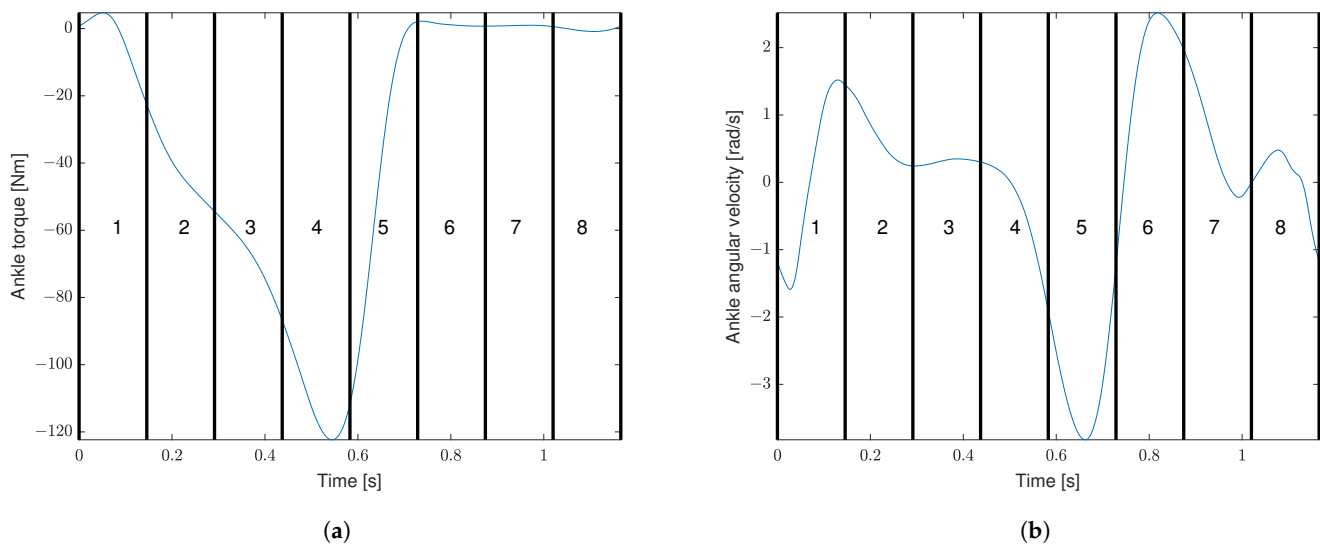 0
−20
−40
−60
−80
−100
−120
Ankle torque [Nm]
1 2 3 4 5 6 7 8
0 0.2 0.4 0.6 0.8 1
Time [s]
(a)
2
1
0
−1
−2
−3
Ankle angular velocity [rad/s]
1 2 3 4 5 6 7 8
0 0.2 0.4 0.6 0.8 1
Time [s]
(b)